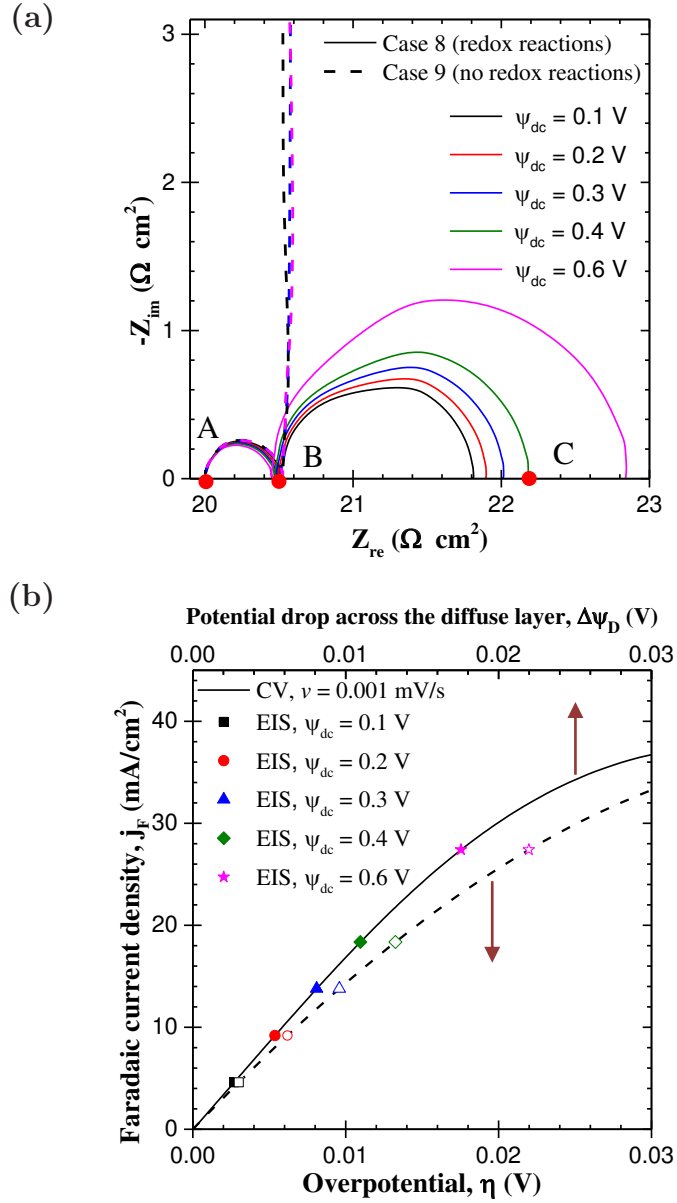 (a)
Case 8 (redox reactions)
Case 9 (no redox reactions)
ψdc = 0.1 V
ψdc = 0.2 V
ψdc = 0.3 V
ψdc = 0.4 V
ψdc = 0.6 V
3
2
1
0
-Zim (Ω cm²)
A
B
C
20 21 22 23
Zre (Ω cm²)
(b)
Potential drop across the diffuse layer, ΔψD (V)
0.00 0.01 0.02 0.03
CV, v = 0.001 mV/s
EIS, ψdc = 0.1 V
EIS, ψdc = 0.2 V
EIS, ψdc = 0.3 V
EIS, ψdc = 0.4 V
EIS, ψdc = 0.6 V
40
30
20
10
0
Faradaic current density, jF (mA/cm²)
0.00 0.01 0.02 0.03
Overpotential, η (V)